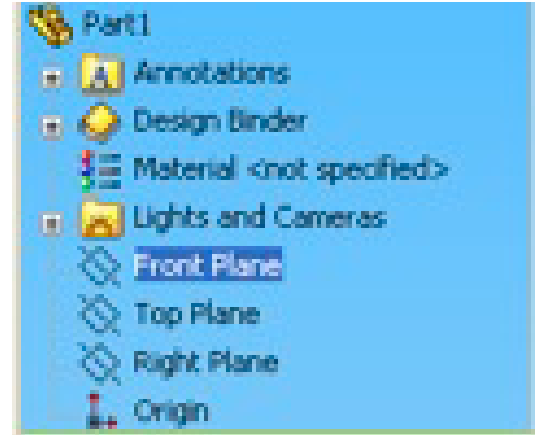 Part1
Annotations
Design Binder
Material <not specified>
Lights and Cameras
Front Plane
Top Plane
Right Plane
Origin